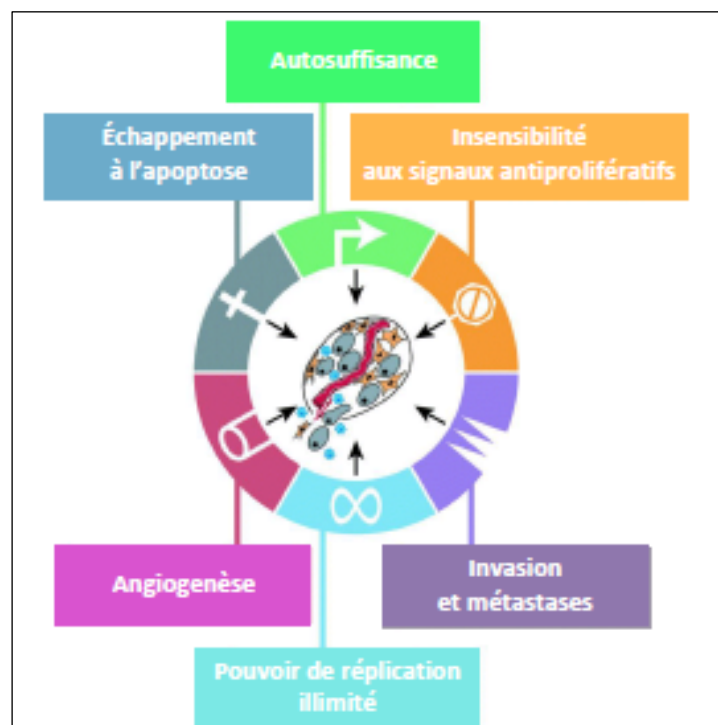 Autosuffisance
Échappement
à l'apoptose
Insensibilité
aux signaux antiprolifératifs
Angiogenèse
Invasion
et métastases
Pouvoir de réplication
illimité